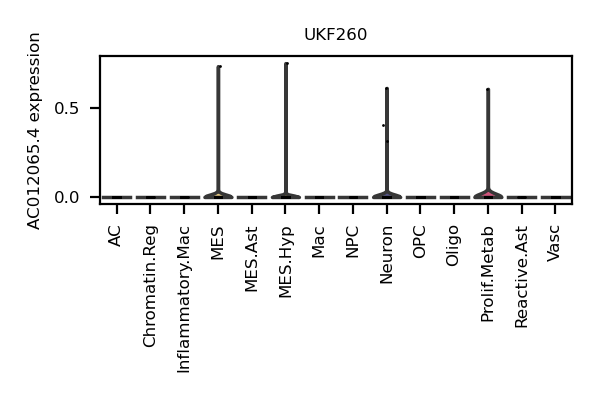 UKF260
AC012065.4 expression
0.5
0.0
AC
Chromatin.Reg
Inflammatory.Mac
MES
MES.Ast
MES.Hyp
Mac
NPC
Neuron
OPC
Oligo
Prolif.Metab
Reactive.Ast
Vasc